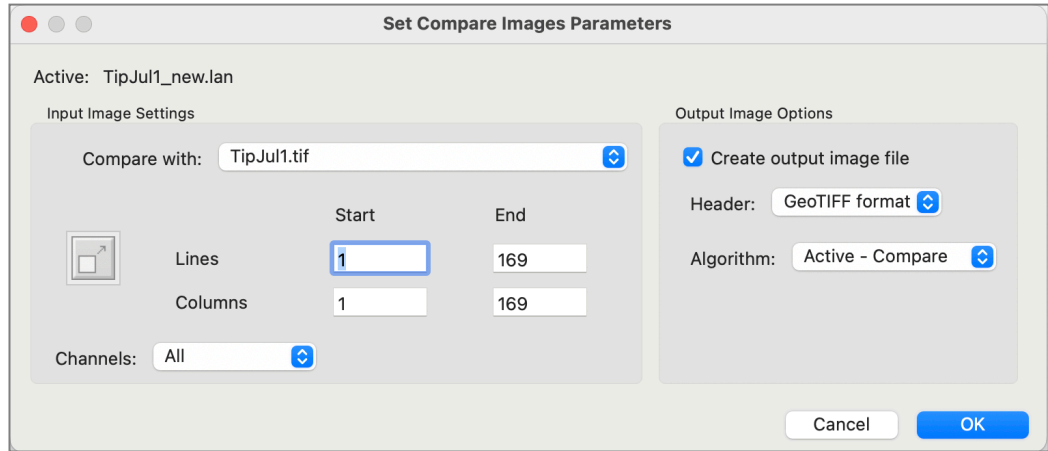 Set Compare Images Parameters
Active: TipJul1_new.lan
Input Image Settings
Compare with: TipJul1.tif
Start End
Lines 1 169
Columns 1 169
Channels: All
Output Image Options
Create output image file
Header: GeoTIFF format
Algorithm: Active - Compare
Cancel OK